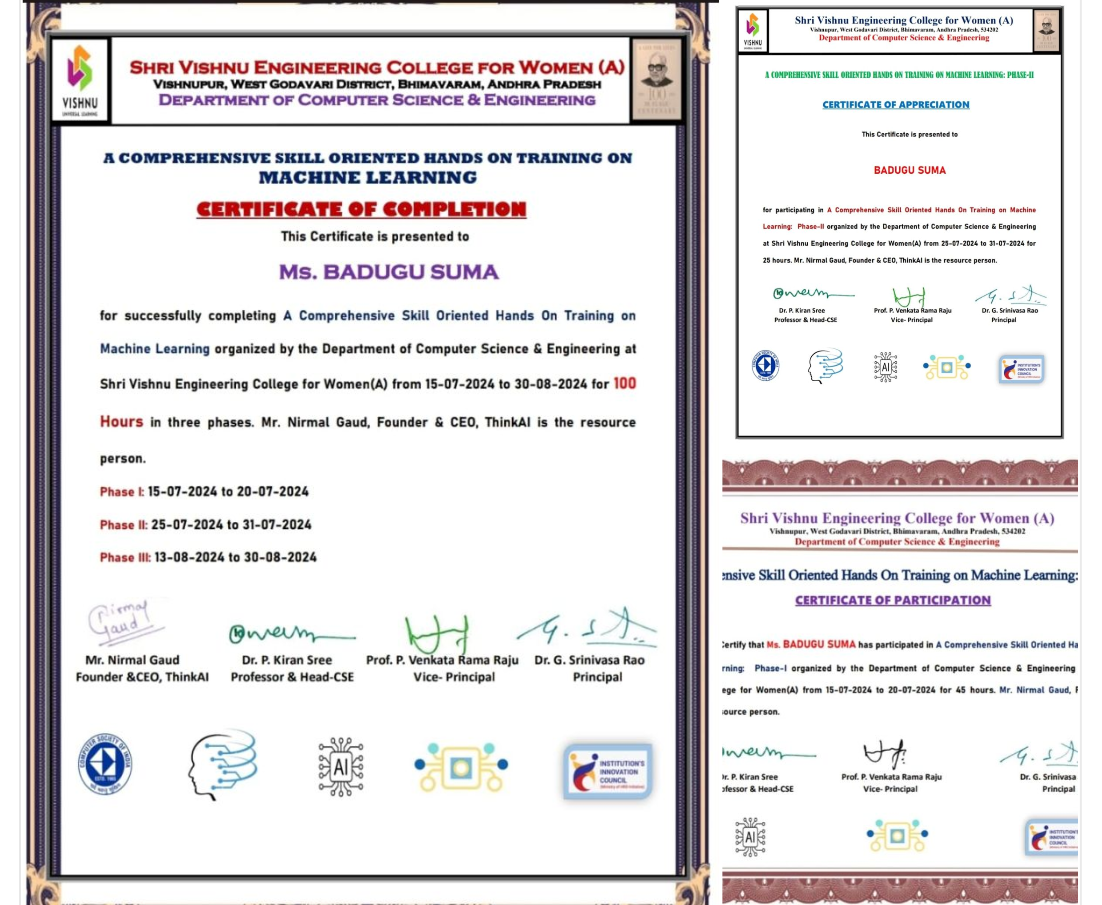 VISHNU
UNIVERSAL LEARNING
SHRI VISHNU ENGINEERING COLLEGE FOR WOMEN (A)
VISHNUPUR, WEST GODAVARI DISTRICT, BHIMAVARAM, ANDHRA PRADESH
DEPARTMENT OF COMPUTER SCIENCE & ENGINEERING
A COMPREHENSIVE SKILL ORIENTED HANDS ON TRAINING ON
MACHINE LEARNING
CERTIFICATE OF COMPLETION
This Certificate is presented to
Ms. BADUGU SUMA
for successfully completing A Comprehensive Skill Oriented Hands On Training on
Machine Learning organized by the Department of Computer Science & Engineering at
Shri Vishnu Engineering College for Women(A) from 15-07-2024 to 30-08-2024 for 100
Hours in three phases. Mr. Nirmal Gaud, Founder & CEO, ThinkAI is the resource
person.
Phase I: 15-07-2024 to 20-07-2024
Phase II: 25-07-2024 to 31-07-2024
Phase III: 13-08-2024 to 30-08-2024
Nirmal
Gaud
Mr. Nirmal Gaud Dr. P. Kiran Sree Prof. P. Venkata Rama Raju Dr. G. Srinivasa Rao
Founder &CEO, ThinkAI Professor & Head-CSE Vice- Principal Principal
COMPUTER SOCIETY OF INDIA
ESTD. 1965
AI
INSTITUTION'S
INNOVATION
COUNCIL
(Ministry of HRD Initiative)
VISHNU
Shri Vishnu Engineering College for Women (A)
Vishnupur, West Godavari District, Bhimavaram, Andhra Pradesh, 534202
Department of Computer Science & Engineering
A COMPREHENSIVE SKILL ORIENTED HANDS ON TRAINING ON MACHINE LEARNING: PHASE-II
CERTIFICATE OF APPRECIATION
This Certificate is presented to
BADUGU SUMA
for participating in A Comprehensive Skill Oriented Hands On Training on Machine
Learning: Phase-II organized by the Department of Computer Science & Engineering
at Shri Vishnu Engineering College for Women(A) from 25-07-2024 to 31-07-2024 for
25 hours. Mr. Nirmal Gaud, Founder & CEO, ThinkAI is the resource person.
Dr. P. Kiran Sree Prof. P. Venkata Rama Raju Dr. G. Srinivasa Rao
Professor & Head-CSE Vice- Principal Principal
AI
INSTITUTION'S
INNOVATION
COUNCIL
Shri Vishnu Engineering College for Women (A)
Vishnupur, West Godavari District, Bhimavaram, Andhra Pradesh, 534202
Department of Computer Science & Engineering
ensive Skill Oriented Hands On Training on Machine Learning:
CERTIFICATE OF PARTICIPATION
ertify that Ms. BADUGU SUMA has participated in A Comprehensive Skill Oriented Ha
rning: Phase-I organized by the Department of Computer Science & Engineering
ege for Women(A) from 15-07-2024 to 20-07-2024 for 45 hours. Mr. Nirmal Gaud, F
ource person.
r. P. Kiran Sree Prof. P. Venkata Rama Raju Dr. G. Srinivasa
ofessor & Head-CSE Vice- Principal Principal
AI
INSTITUTION'S
INNOVATION
COUNCIL